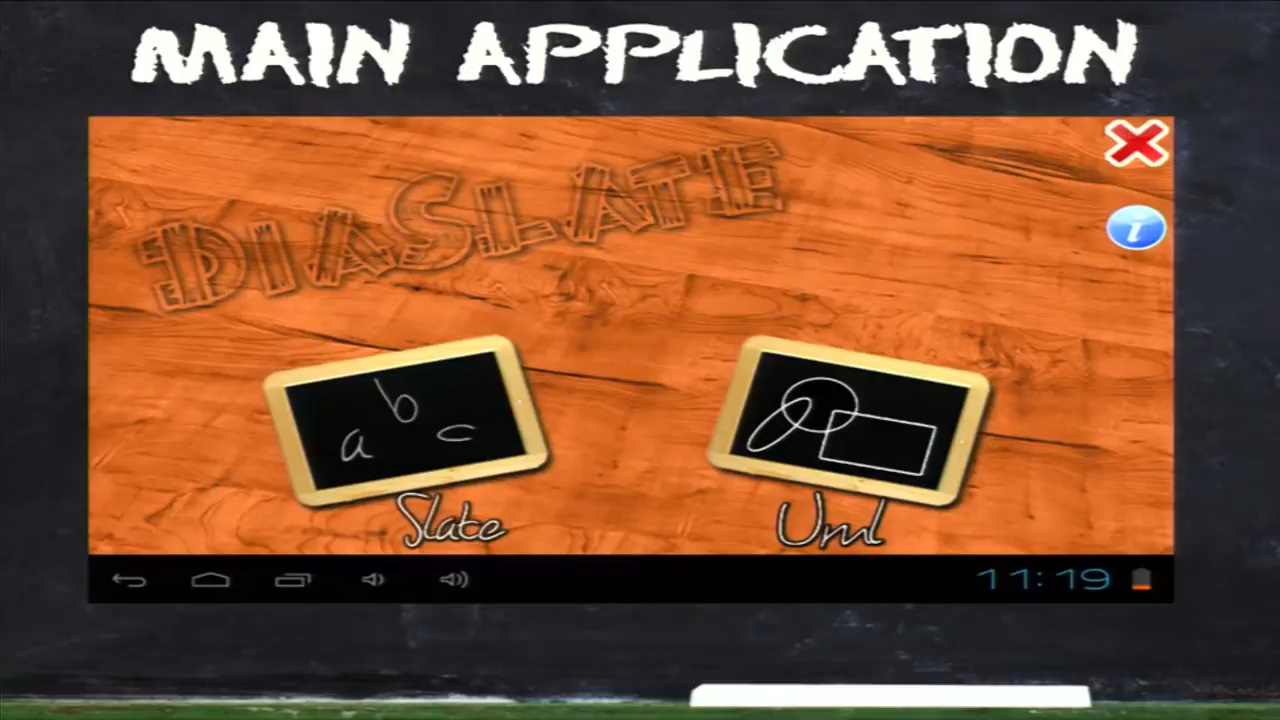 MAIN APPLICATION
DIASLATE
i
b
a
c
Slate
Uml
11:19